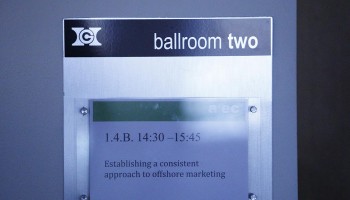 ballroom two
1.4.B. 14:30 –15:45
Establishing a consistent
approach to offshore marketing